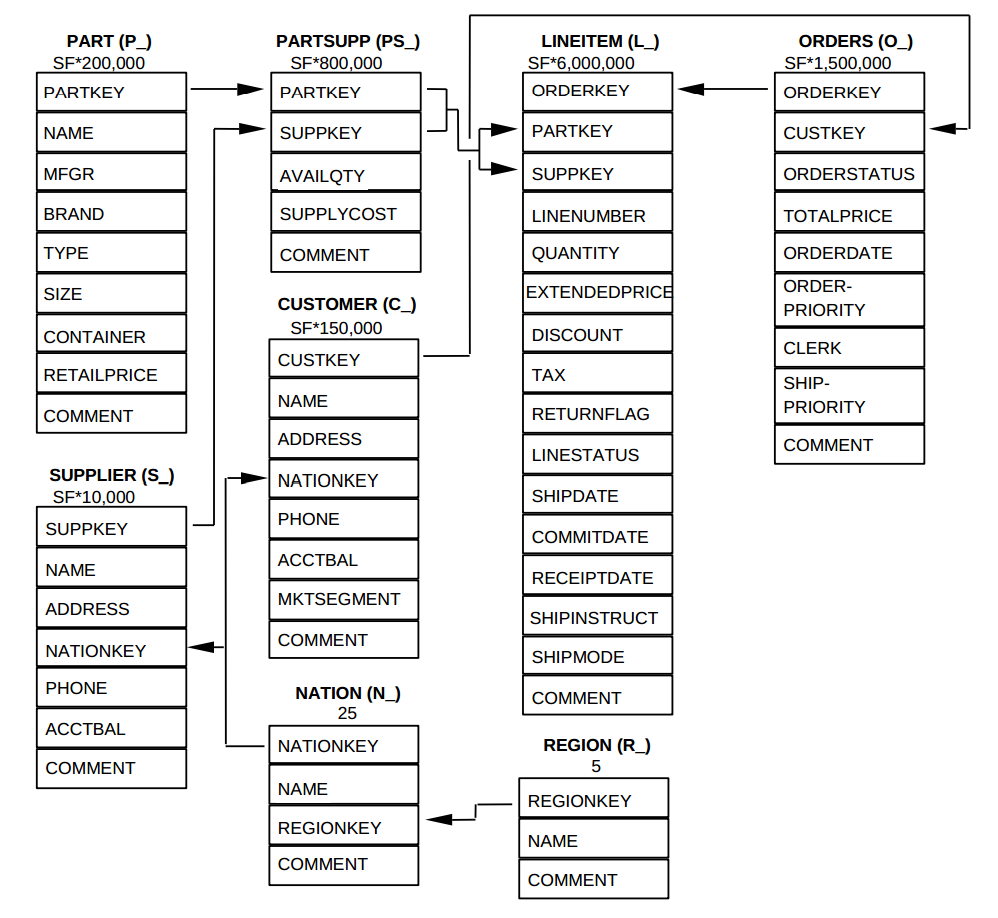 PART (P_)
SF*200,000
PARTKEY
NAME
MFGR
BRAND
TYPE
SIZE
CONTAINER
RETAILPRICE
COMMENT
SUPPLIER (S_)
SF*10,000
SUPPKEY
NAME
ADDRESS
NATIONKEY
PHONE
ACCTBAL
COMMENT
PARTSUPP (PS_)
SF*800,000
PARTKEY
SUPPKEY
AVAILQTY
SUPPLYCOST
COMMENT
CUSTOMER (C_)
SF*150,000
CUSTKEY
NAME
ADDRESS
NATIONKEY
PHONE
ACCTBAL
MKTSEGMENT
COMMENT
NATION (N_)
25
NATIONKEY
NAME
REGIONKEY
COMMENT
LINEITEM (L_)
SF*6,000,000
ORDERKEY
PARTKEY
SUPPKEY
LINENUMBER
QUANTITY
EXTENDEDPRICE
DISCOUNT
TAX
RETURNFLAG
LINESTATUS
SHIPDATE
COMMITDATE
RECEIPTDATE
SHIPINSTRUCT
SHIPMODE
COMMENT
REGION (R_)
5
REGIONKEY
NAME
COMMENT
ORDERS (O_)
SF*1,500,000
ORDERKEY
CUSTKEY
ORDERSTATUS
TOTALPRICE
ORDERDATE
ORDER-
PRIORITY
CLERK
SHIP-
PRIORITY
COMMENT